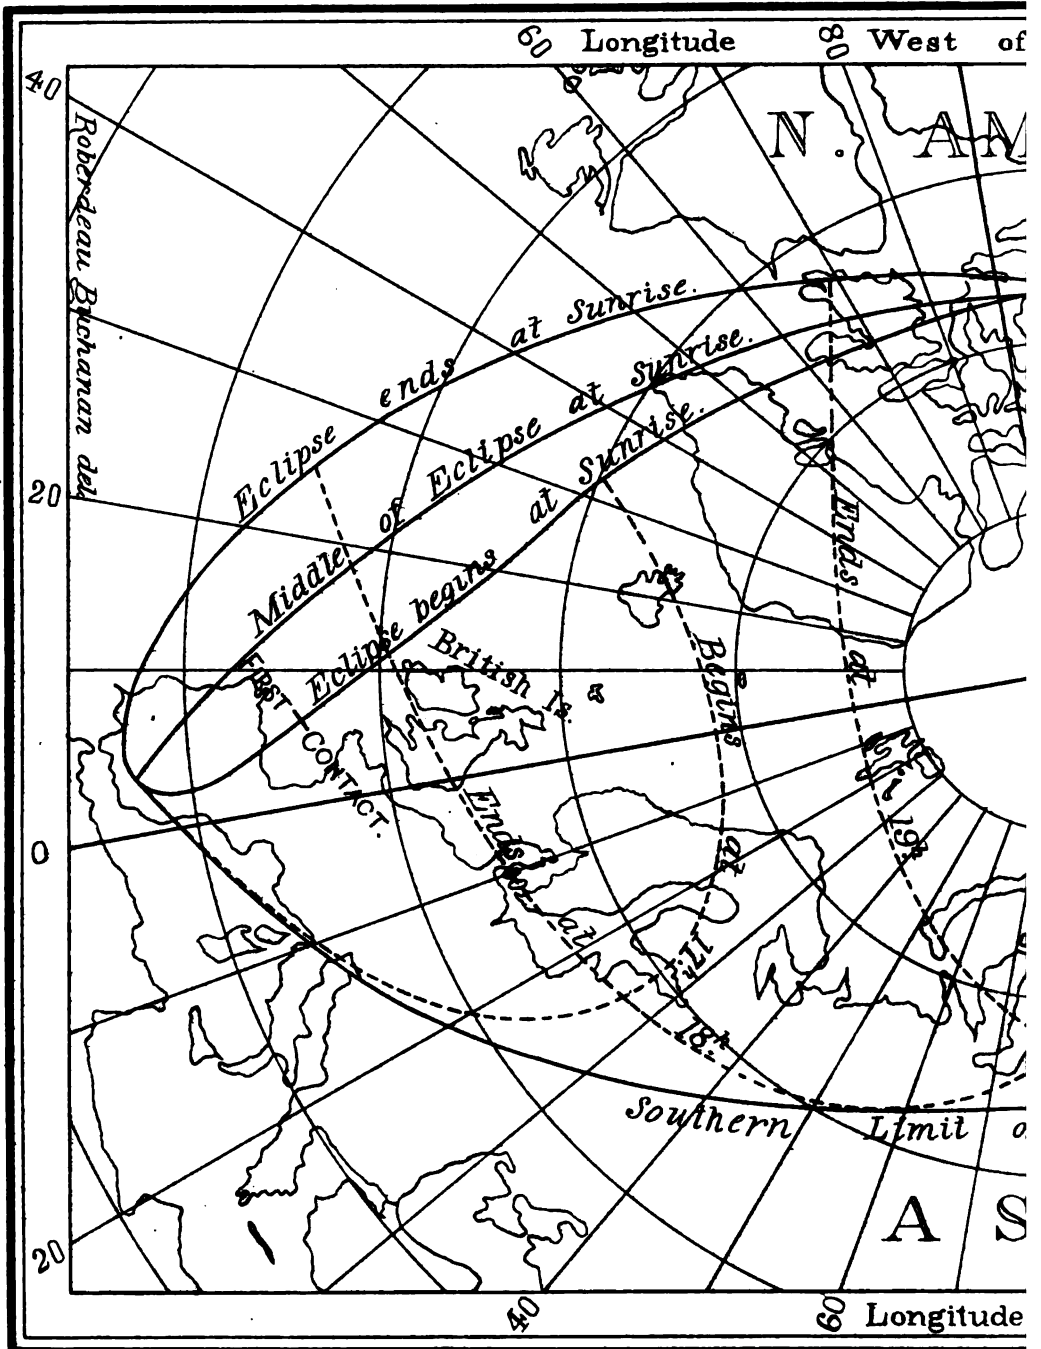 60 Longitude 80 West of
40
Roberdeau Buchanan del.
N. AM
Eclipse ends at Sunrise.
Middle of Eclipse at Sunrise.
Eclipse begins at Sunrise.
20
Ends at 19h.
FIRST CONTACT.
British Is.
Begins at 17h.
Ends at 18h.
0
Southern Limit o
A S
20
40
60 Longitude